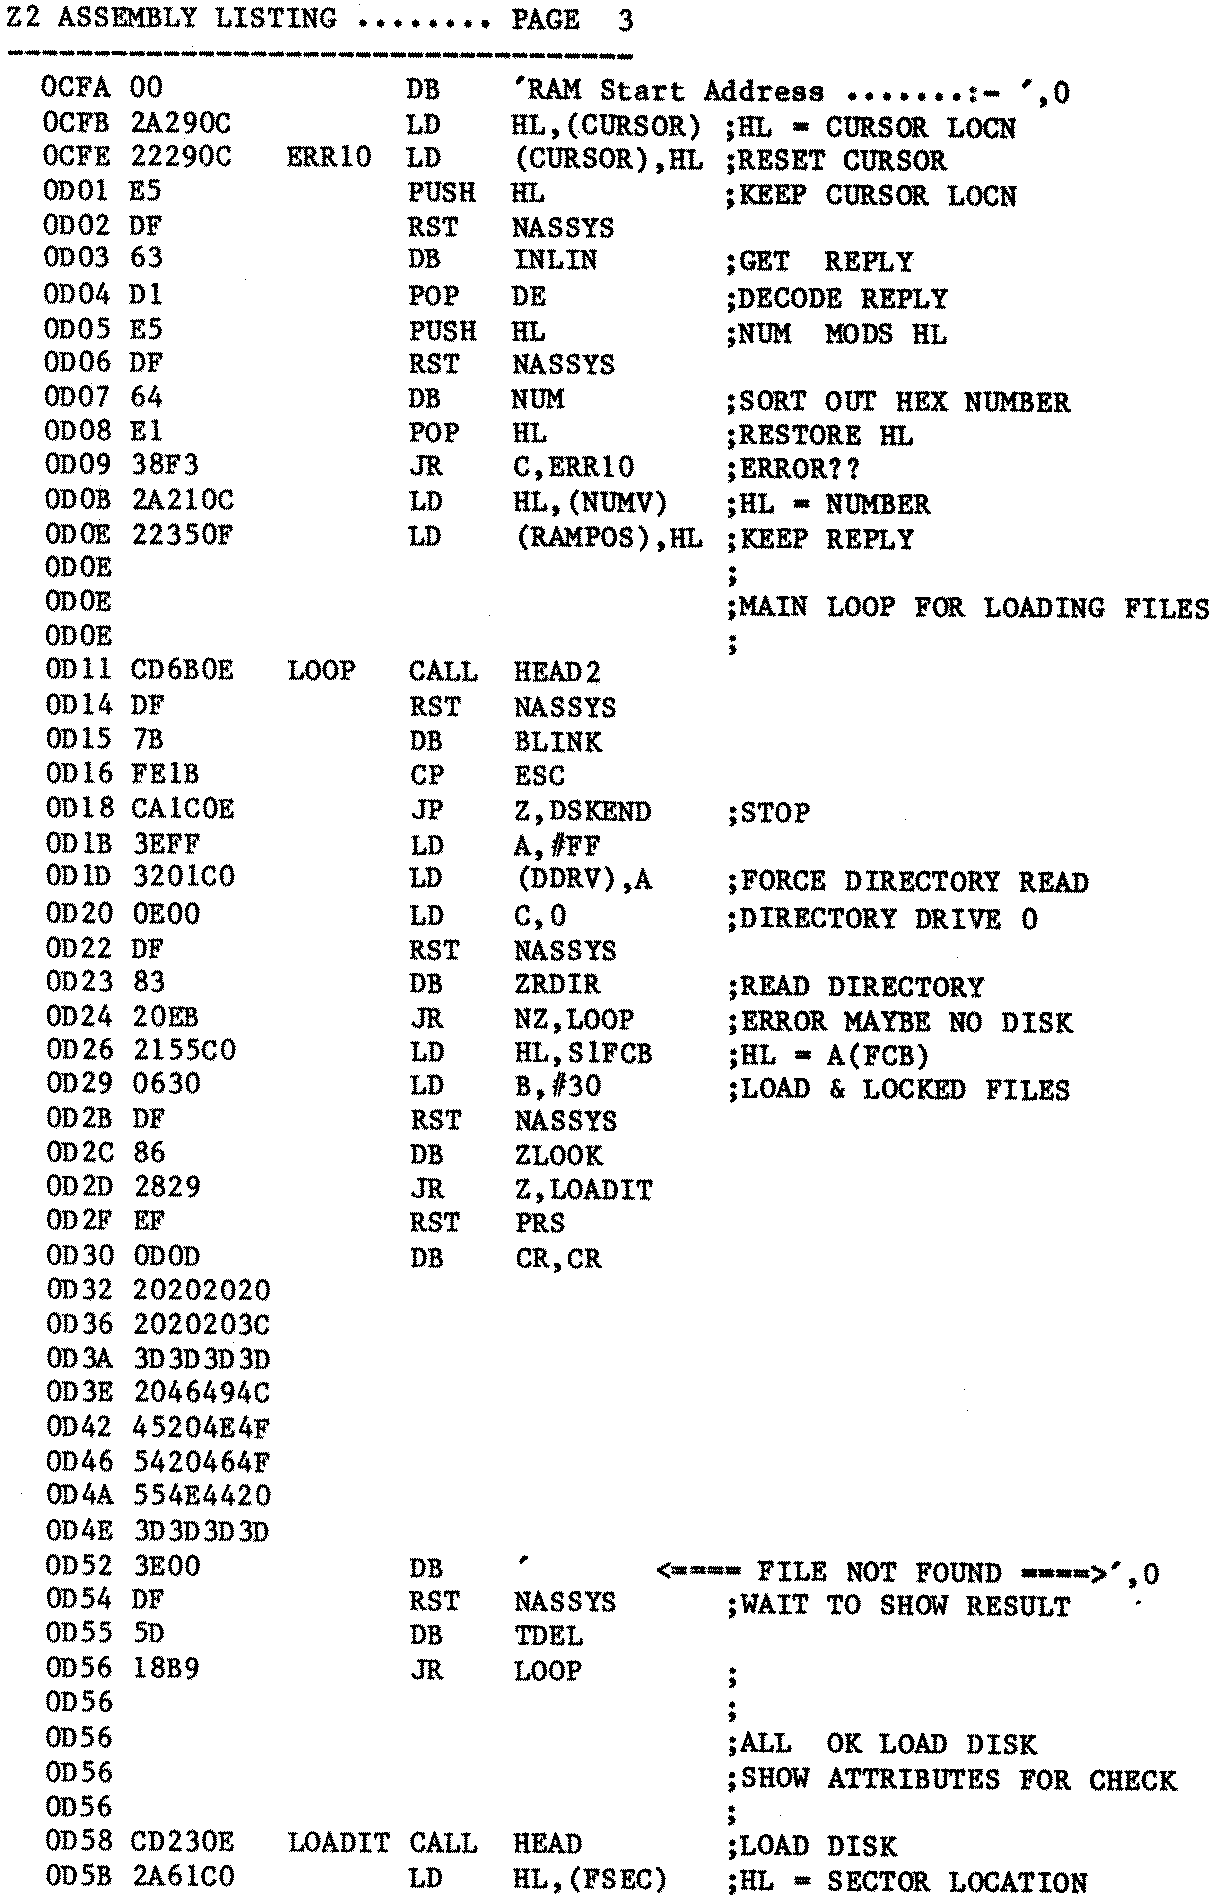 Z2 ASSEMBLY LISTING ........ PAGE  3
-------------------------------------
0CFA 00                DB    'RAM Start Address .......:- ',0
0CFB 2A290C            LD    HL,(CURSOR) ;HL = CURSOR LOCN
0CFE 22290C   ERR10    LD    (CURSOR),HL ;RESET CURSOR
0D01 E5                PUSH  HL          ;KEEP CURSOR LOCN
0D02 DF                RST   NASSYS
0D03 63                DB    INLIN       ;GET  REPLY
0D04 D1                POP   DE          ;DECODE REPLY
0D05 E5                PUSH  HL          ;NUM  MODS HL
0D06 DF                RST   NASSYS
0D07 64                DB    NUM         ;SORT OUT HEX NUMBER
0D08 E1                POP   HL          ;RESTORE HL
0D09 38F3              JR    C,ERR10     ;ERROR??
0D0B 2A210C            LD    HL,(NUMV)   ;HL = NUMBER
0D0E 22350F            LD    (RAMPOS),HL ;KEEP REPLY
0D0E                                     ;
0D0E                                     ;MAIN LOOP FOR LOADING FILES
0D0E                                     ;
0D11 CD6B0E   LOOP     CALL  HEAD2
0D14 DF                RST   NASSYS
0D15 7B                DB    BLINK
0D16 FE1B              CP    ESC
0D18 CA1C0E            JP    Z,DSKEND    ;STOP
0D1B 3EFF              LD    A,#FF
0D1D 3201C0            LD    (DDRV),A    ;FORCE DIRECTORY READ
0D20 0E00              LD    C,0         ;DIRECTORY DRIVE 0
0D22 DF                RST   NASSYS
0D23 83                DB    ZRDIR       ;READ DIRECTORY
0D24 20EB              JR    NZ,LOOP     ;ERROR MAYBE NO DISK
0D26 2155C0            LD    HL,S1FCB    ;HL = A(FCB)
0D29 0630              LD    B,#30       ;LOAD & LOCKED FILES
0D2B DF                RST   NASSYS
0D2C 86                DB    ZLOOK
0D2D 2829              JR    Z,LOADIT
0D2F EF                RST   PRS
0D30 0D0D              DB    CR,CR
0D32 20202020
0D36 2020203C
0D3A 3D3D3D3D
0D3E 2046494C
0D42 45204E4F
0D46 5420464F
0D4A 554E4420
0D4E 3D3D3D3D
0D52 3E00              DB    '       <==== FILE NOT FOUND ====>',0
0D54 DF                RST   NASSYS      ;WAIT TO SHOW RESULT
0D55 5D                DB    TDEL
0D56 18B9              JR    LOOP        ;
0D56                                     ;
0D56                                     ;ALL  OK LOAD DISK
0D56                                     ;SHOW ATTRIBUTES FOR CHECK
0D56                                     ;
0D58 CD230E   LOADIT   CALL  HEAD        ;LOAD DISK
0D5B 2A61C0            LD    HL,(FSEC)   ;HL = SECTOR LOCATION